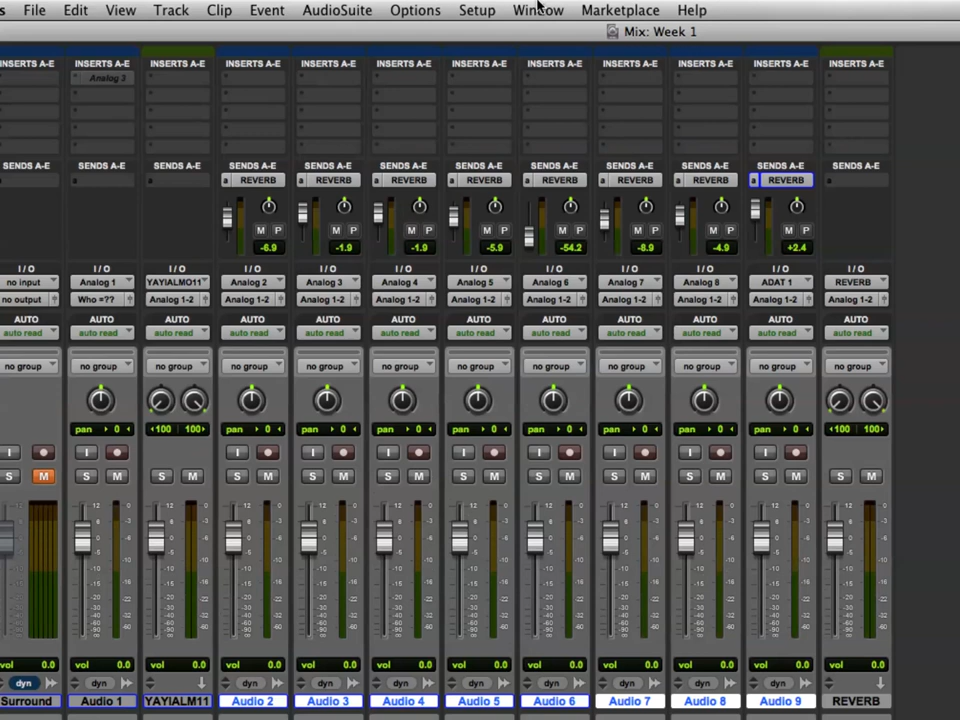 s File Edit View Track Clip Event AudioSuite Options Setup Window Marketplace Help
Mix: Week 1
INSERTS A-E INSERTS A-E INSERTS A-E INSERTS A-E INSERTS A-E INSERTS A-E INSERTS A-E INSERTS A-E INSERTS A-E INSERTS A-E INSERTS A-E INSERTS A-E
Analog 3
SENDS A-E SENDS A-E SENDS A-E SENDS A-E SENDS A-E SENDS A-E SENDS A-E SENDS A-E SENDS A-E SENDS A-E SENDS A-E SENDS A-E
a a a REVERB a REVERB a REVERB a REVERB a REVERB a REVERB a REVERB a REVERB a
M P M P M P M P M P M P M P M P
-6.9 -1.9 -1.9 -5.9 -54.2 -8.9 -4.9 +2.4
I/O I/O I/O I/O I/O I/O I/O I/O I/O I/O I/O I/O
no input Analog 1 YAYIALMO11 Analog 2 Analog 3 Analog 4 Analog 5 Analog 6 Analog 7 Analog 8 ADAT 1 REVERB
no output Who =?? Analog 1-2 Analog 1-2 Analog 1-2 Analog 1-2 Analog 1-2 Analog 1-2 Analog 1-2 Analog 1-2 Analog 1-2 Analog 1-2
AUTO AUTO AUTO AUTO AUTO AUTO AUTO AUTO AUTO AUTO AUTO AUTO
auto read auto read auto read auto read auto read auto read auto read auto read auto read auto read auto read auto read
no group no group no group no group no group no group no group no group no group no group no group no group
pan 0 100 100 pan 0 pan 0 pan 0 pan 0 pan 0 pan 0 pan 0 pan 0 100 100
I I I I I I I I I I
S M S M S M S M S M S M S M S M S M S M S M S M
vol 0.0 vol 0.0 vol 0.0 vol 0.0 vol 0.0 vol 0.0 vol 0.0 vol 0.0 vol 0.0 vol 0.0 vol 0.0 vol 0.0
dyn dyn dyn dyn dyn dyn dyn dyn dyn dyn
Surround Audio 1 YAYIALM11 Audio 2 Audio 3 Audio 4 Audio 5 Audio 6 Audio 7 Audio 8 Audio 9 REVERB